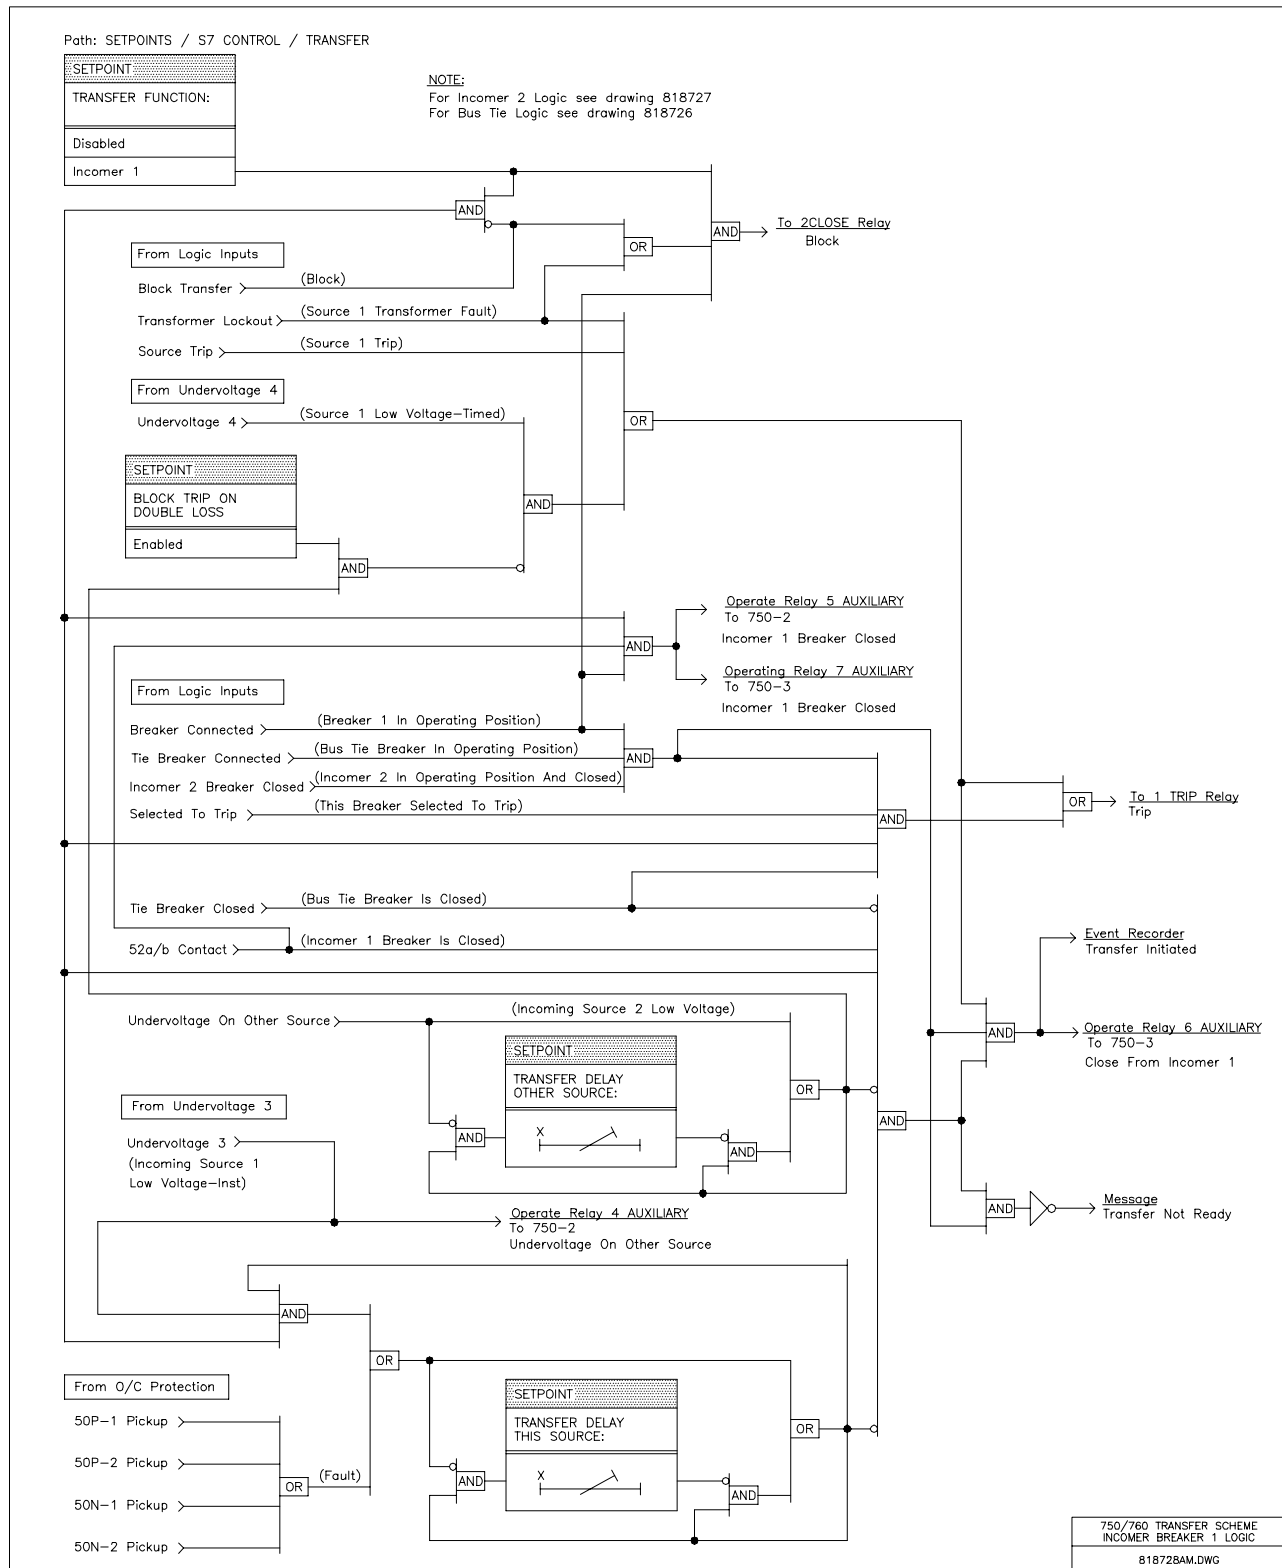 Path: SETPOINTS / S7 CONTROL / TRANSFER
SETPOINT
TRANSFER FUNCTION:
Disabled
Incomer 1
NOTE:
For Incomer 2 Logic see drawing 818727
For Bus Tie Logic see drawing 818726
AND
OR
AND
To 2CLOSE Relay
Block
From Logic Inputs
Block Transfer
(Block)
Transformer Lockout
(Source 1 Transformer Fault)
Source Trip
(Source 1 Trip)
From Undervoltage 4
Undervoltage 4
(Source 1 Low Voltage-Timed)
OR
SETPOINT
BLOCK TRIP ON
DOUBLE LOSS
Enabled
AND
AND
AND
Operate Relay 5 AUXILIARY
To 750-2
Incomer 1 Breaker Closed
Operating Relay 7 AUXILIARY
To 750-3
Incomer 1 Breaker Closed
From Logic Inputs
Breaker Connected
(Breaker 1 In Operating Position)
Tie Breaker Connected
(Bus Tie Breaker In Operating Position)
AND
Incomer 2 Breaker Closed
(Incomer 2 In Operating Position And Closed)
Selected To Trip
(This Breaker Selected To Trip)
AND
OR
To 1 TRIP Relay
Trip
Tie Breaker Closed
(Bus Tie Breaker Is Closed)
52a/b Contact
(Incomer 1 Breaker Is Closed)
Event Recorder
Transfer Initiated
Undervoltage On Other Source
(Incoming Source 2 Low Voltage)
AND
Operate Relay 6 AUXILIARY
To 750-3
Close From Incomer 1
SETPOINT
TRANSFER DELAY
OTHER SOURCE:
X
AND
AND
OR
AND
From Undervoltage 3
Undervoltage 3
(Incoming Source 1
Low Voltage-Inst)
Operate Relay 4 AUXILIARY
To 750-2
Undervoltage On Other Source
AND
Message
Transfer Not Ready
AND
OR
From O/C Protection
50P-1 Pickup
50P-2 Pickup
50N-1 Pickup
50N-2 Pickup
OR
(Fault)
SETPOINT
TRANSFER DELAY
THIS SOURCE:
X
AND
AND
OR
750/760 TRANSFER SCHEME
INCOMER BREAKER 1 LOGIC
818728AM.DWG